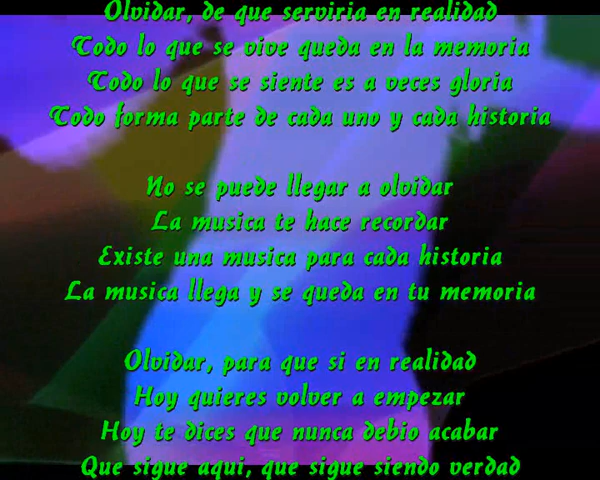 Olvidar, de que serviria en realidad
Todo lo que se vive queda en la memoria
Todo lo que se siente es a veces gloria
Todo forma parte de cada uno y cada historia
No se puede llegar a olvidar
La musica te hace recordar
Existe una musica para cada historia
La musica llega y se queda en tu memoria
Olvidar, para que si en realidad
Hoy quieres volver a empezar
Hoy te dices que nunca debio acabar
Que sigue aqui, que sigue siendo verdad